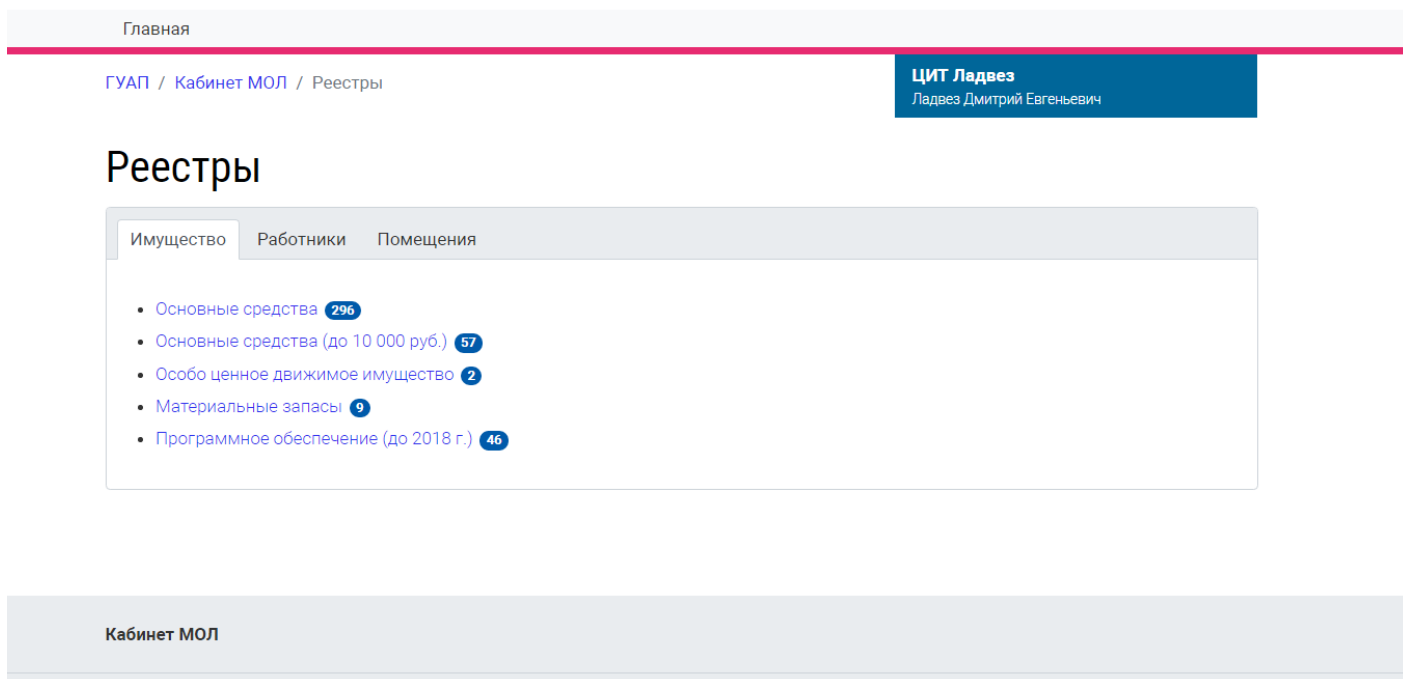 Главная
ГУАП / Кабинет МОЛ / Реестры
ЦИТ Ладвез
Ладвез Дмитрий Евгеньевич
Реестры
Имущество Работники Помещения
Основные средства 296
Основные средства (до 10 000 руб.) 57
Особо ценное движимое имущество 2
Материальные запасы 9
Программное обеспечение (до 2018 г.) 46
Кабинет МОЛ